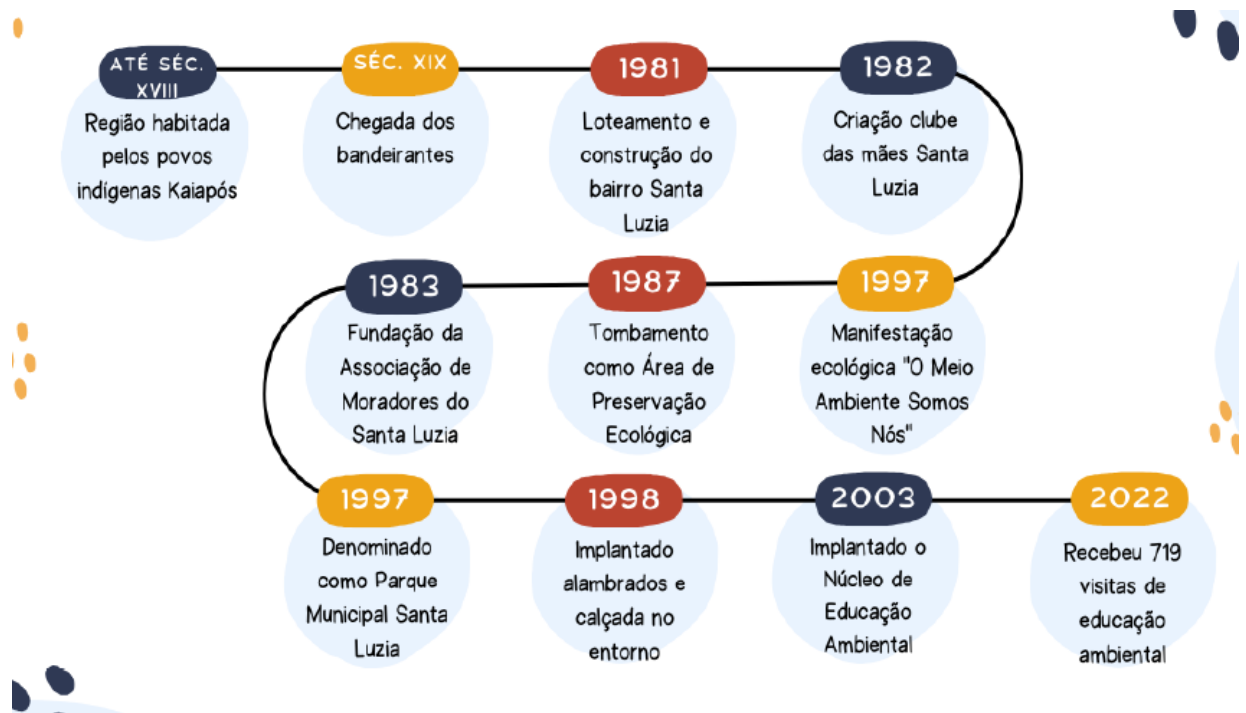 ATÉ SÉC.
XVIII
Região habitada
pelos povos
indígenas Kaiapós
SÉC. XIX
Chegada dos
bandeirantes
1981
Loteamento e
construção do
bairro Santa
Luzia
1982
Criação clube
das mães Santa
Luzia
1983
Fundação da
Associação de
Moradores do
Santa Luzia
1987
Tombamento
como Área de
Preservação
Ecológica
1997
Manifestação
ecológica "O Meio
Ambiente Somos
Nós"
1997
Denominado
como Parque
Municipal Santa
Luzia
1998
Implantado
alambrados e
calçada no
entorno
2003
Implantado o
Núcleo de
Educação
Ambiental
2022
Recebeu 719
visitas de
educação
ambiental